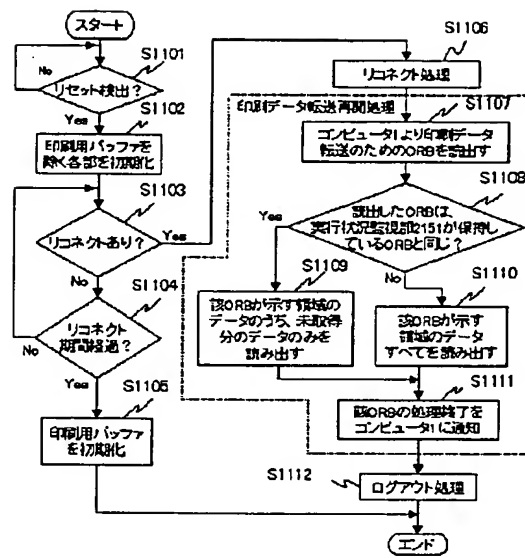 スタート
S1101
No
リセット検出？
S1102
Yes
印刷用バッファを
除く各部を初期化
S1103
リコネクトあり？
Yes
No
S1104
No
リコネクト
期間経過？
Yes
S1105
印刷用バッファ
を初期化
S1106
リコネクト処理
印刷データ転送再開処理
S1107
コンピュータ1より印刷データ
転送のためのORBを読出す
S1108
読出したORBは、
実行状況監視部2151が保持し
ているORBと同じ？
Yes
No
S1109
該ORBが示す領域の
データのうち、未取得
分のデータのみを
読み出す
S1110
該ORBが示す
領域のデータ
すべてを読み出す
S1111
該ORBの処理終了を
コンピュータ1に通知
S1112
ログアウト処理
エンド